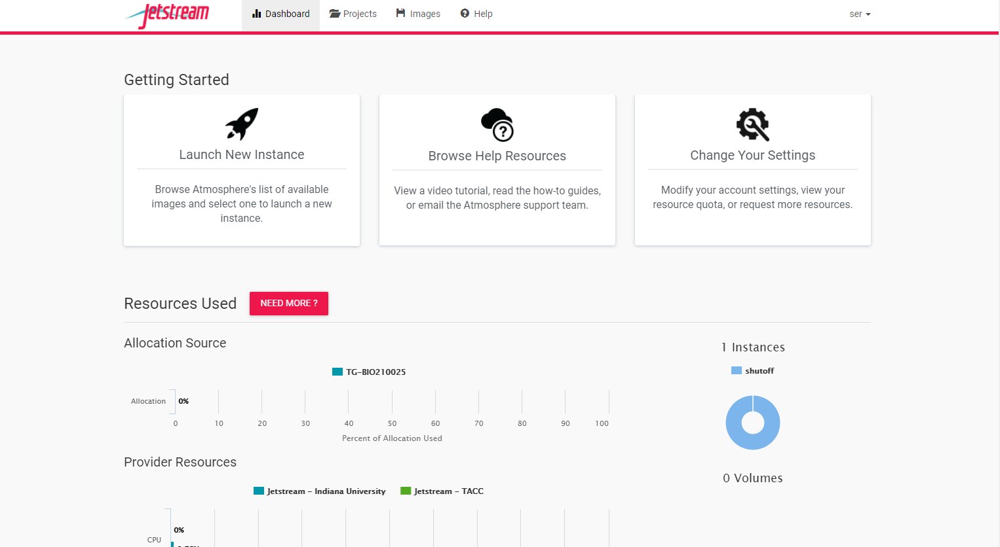 Jetstream
Dashboard
Projects
Images
Help
ser
Getting Started
Launch New Instance
Browse Atmosphere's list of available
images and select one to launch a new
instance.
Browse Help Resources
View a video tutorial, read the how-to guides,
or email the Atmosphere support team.
Change Your Settings
Modify your account settings, view your
resource quota, or request more resources.
Resources Used
NEED MORE ?
Allocation Source
TG-BIO210025
Allocation
0%
0 10 20 30 40 50 60 70 80 90 100
Percent of Allocation Used
1 Instances
shutoff
0 Volumes
Provider Resources
Jetstream - Indiana University
Jetstream - TACC
CPU
0%